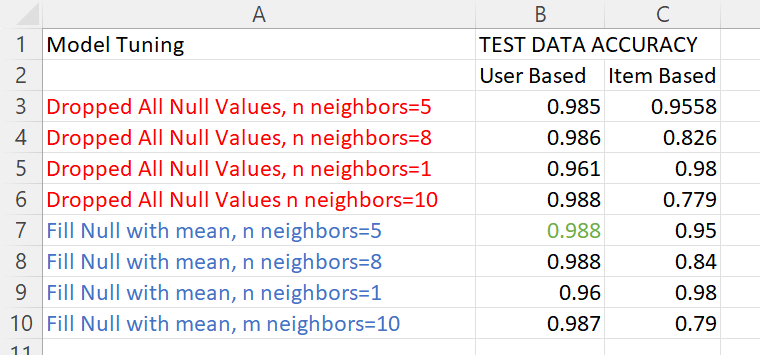 A B C
1 Model Tuning TEST DATA ACCURACY
2 User Based Item Based
3 Dropped All Null Values, n neighbors=5 0.985 0.9558
4 Dropped All Null Values, n neighbors=8 0.986 0.826
5 Dropped All Null Values, n neighbors=1 0.961 0.98
6 Dropped All Null Values n neighbors=10 0.988 0.779
7 Fill Null with mean, n neighbors=5 0.988 0.95
8 Fill Null with mean, n neighbors=8 0.988 0.84
9 Fill Null with mean, n neighbors=1 0.96 0.98
10 Fill Null with mean, m neighbors=10 0.987 0.79
11